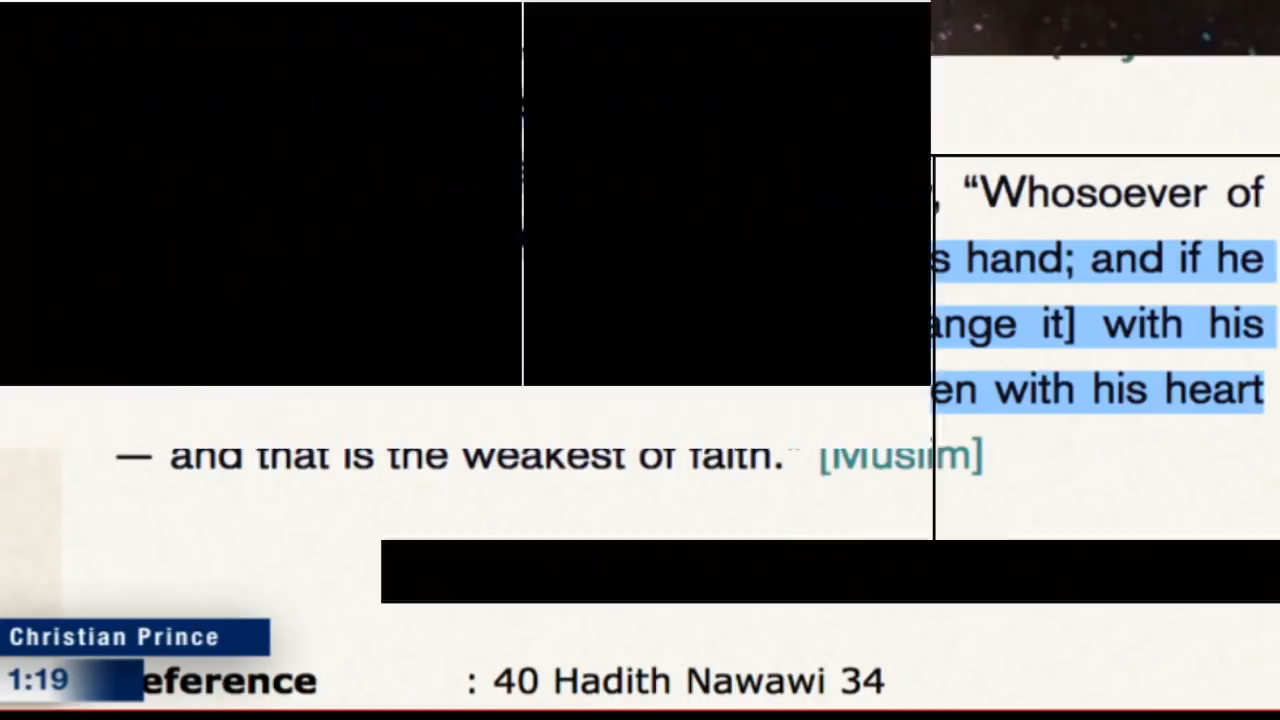 “Whosoever of
s hand; and if he
ange it] with his
en with his heart
— and that is the weakest of faith.” [Muslim]
Christian Prince
1:19
eference : 40 Hadith Nawawi 34